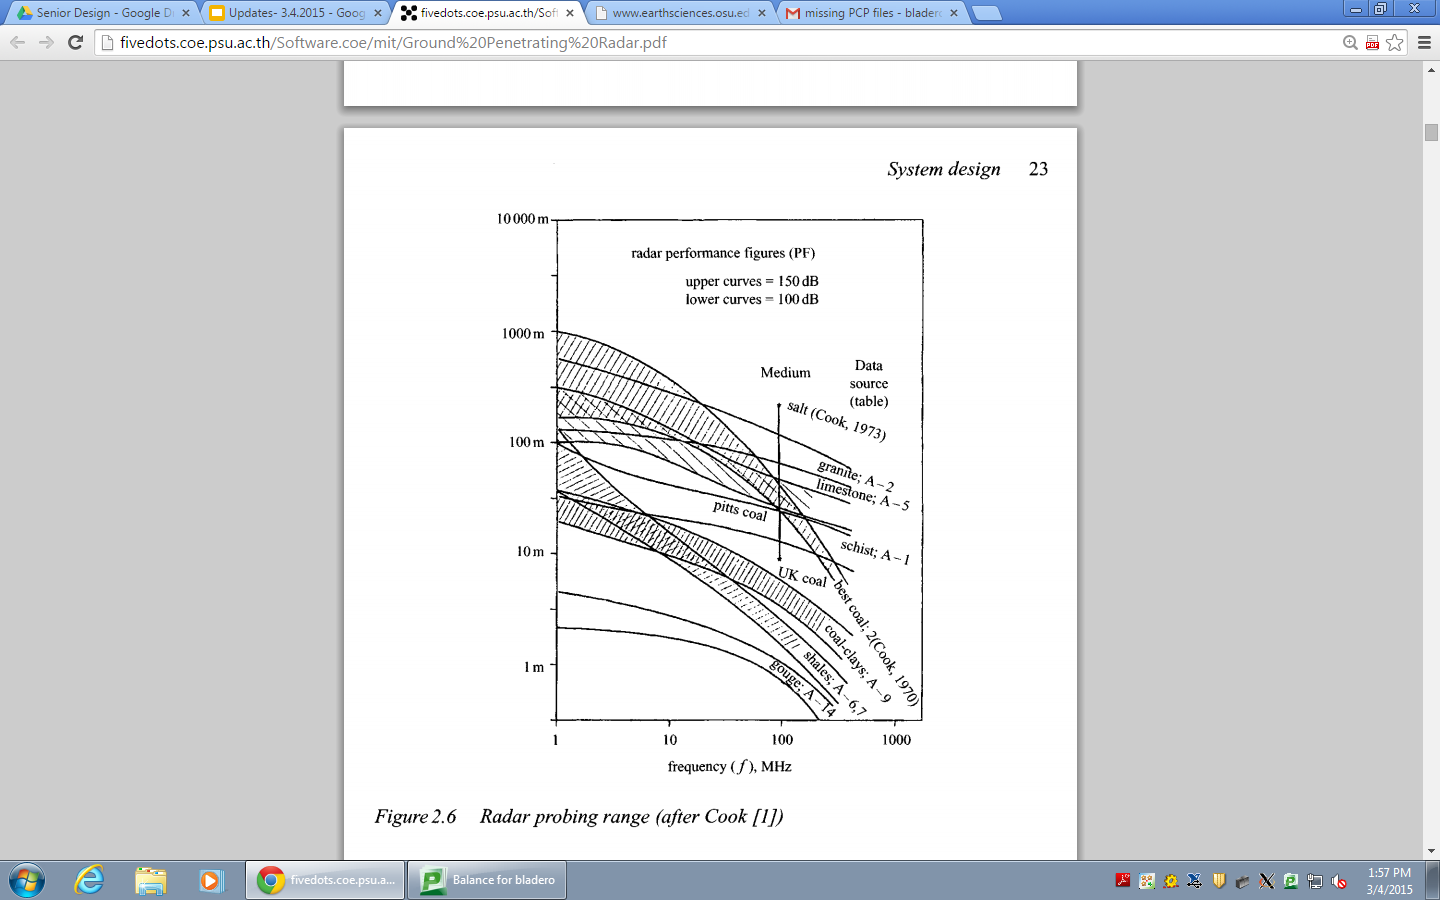 Senior Design - Google D
Updates- 3.4.2015 - Goog
fivedots.coe.psu.ac.th/Soft
www.earthsciences.osu.ed
missing PCP files - bladero
fivedots.coe.psu.ac.th/Software.coe/mit/Ground%20Penetrating%20Radar.pdf
System design 23
10000 m
radar performance figures (PF)
upper curves = 150 dB
lower curves = 100 dB
1000 m
Medium
Data
source
(table)
salt (Cook, 1973)
100 m
granite; A–2
limestone; A–5
pitts coal
schist; A–1
10 m
UK coal
best coal; 2(Cook, 1970)
coal-clays; A–9
shales; A–6,7
gouge; A–14
1 m
1 10 100 1000
frequency (f), MHz
Figure 2.6 Radar probing range (after Cook [1])
fivedots.coe.psu.a...
Balance for bladero
1:57 PM
3/4/2015